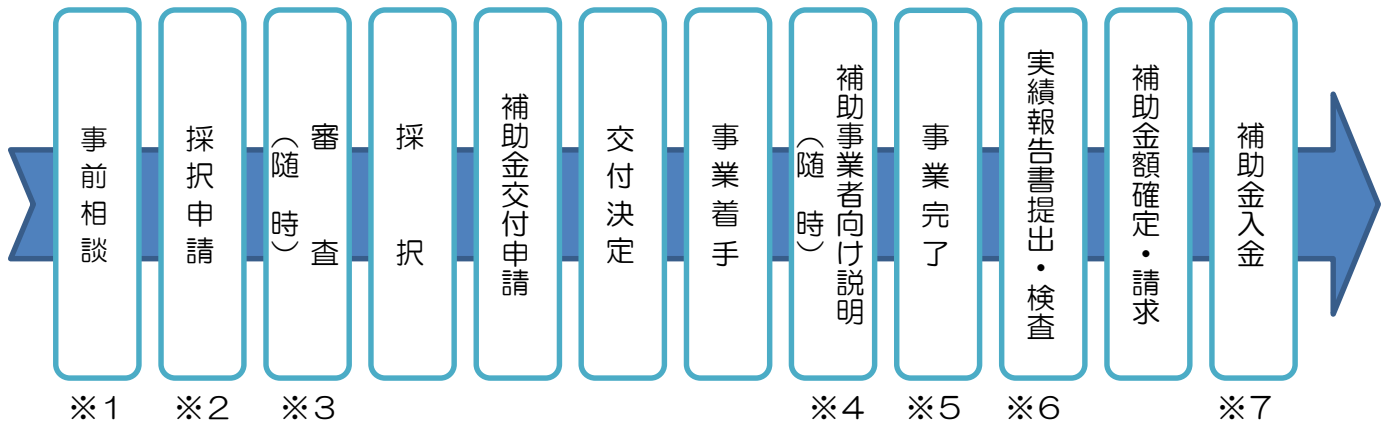 事前相談
採択申請
審査
（随時）
採択
補助金交付申請
交付決定
事業着手
補助事業者向け説明
（随時）
事業完了
実績報告書提出・検査
補助金額確定・請求
補助金入金
※1
※2
※3
※4
※5
※6
※7